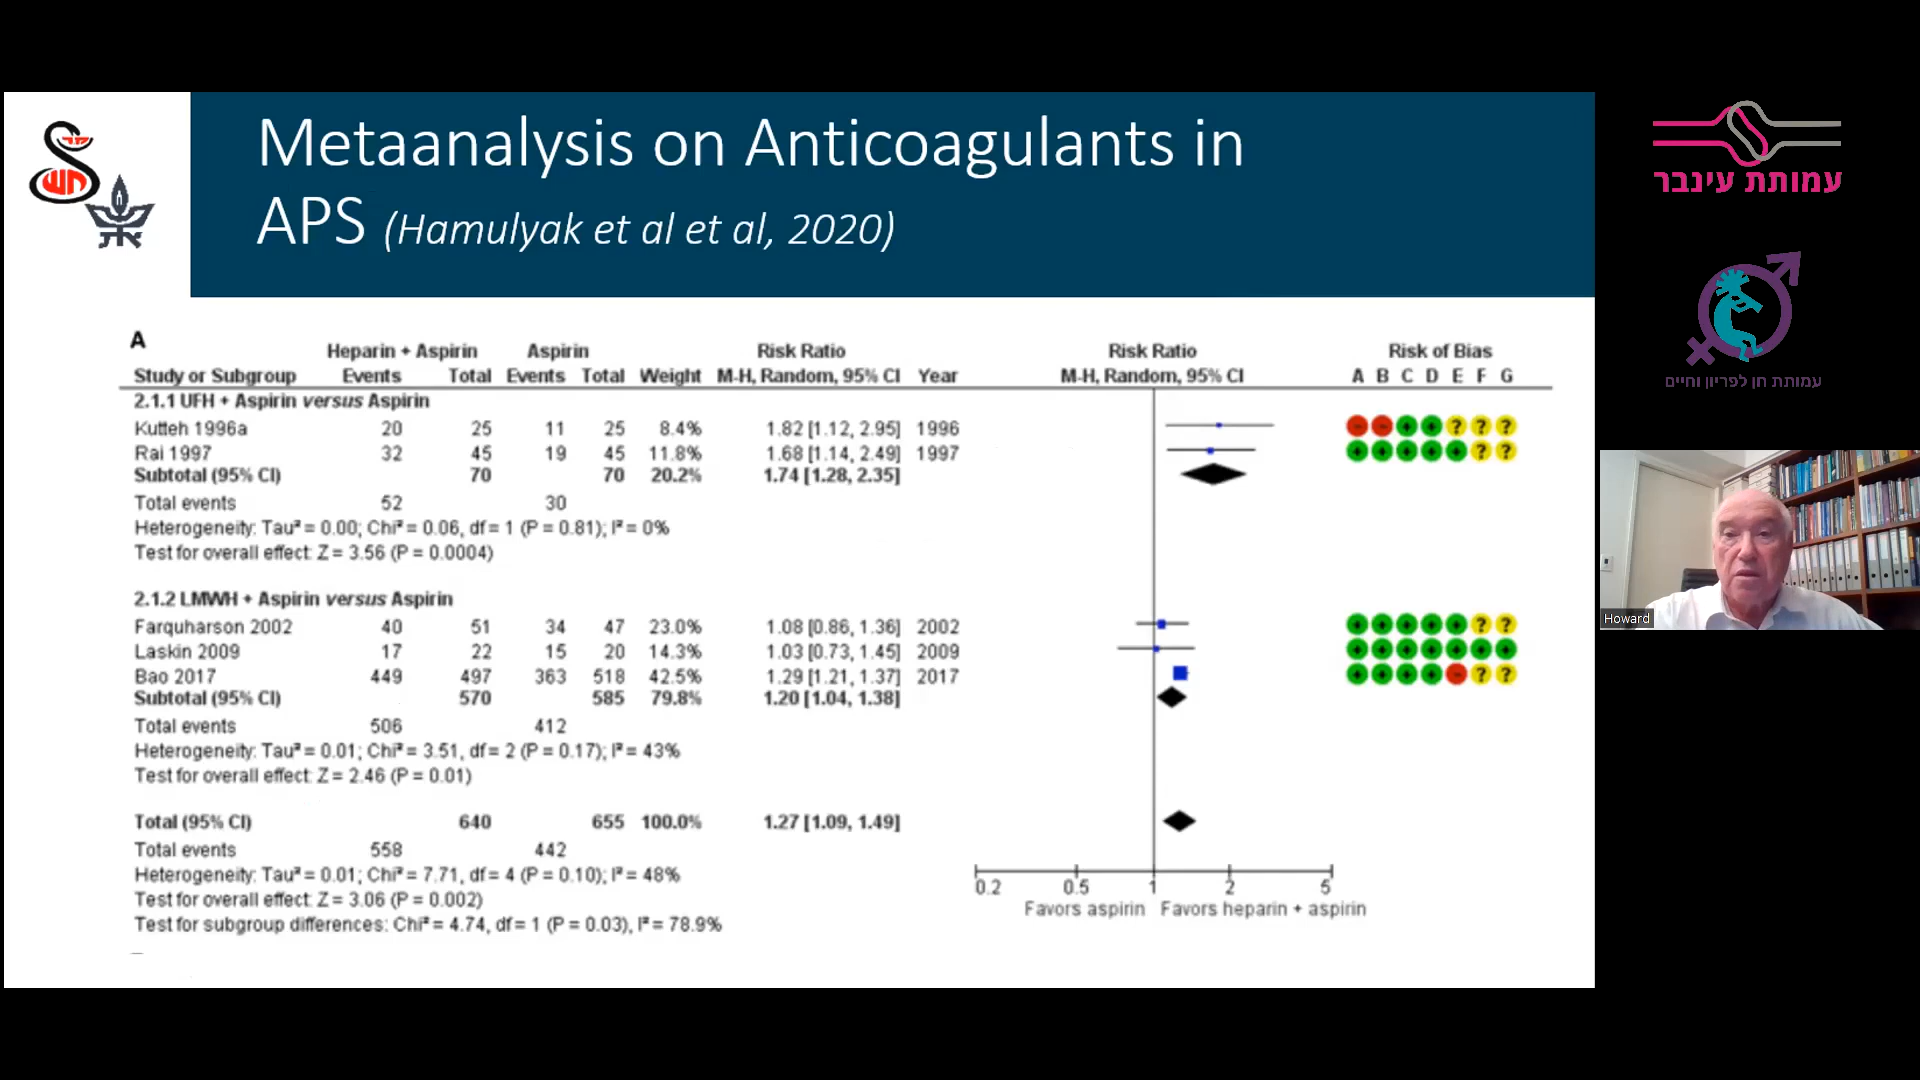 Metaanalysis on Anticoagulants in
APS (Hamulyak et al et al, 2020)
עמותת עינבר
עמותת חן לפריון וחיים
Howard
A
Heparin + Aspirin Aspirin Risk Ratio Risk Ratio Risk of Bias
Study or Subgroup Events Total Events Total Weight M-H, Random, 95% CI Year M-H, Random, 95% CI A B C D E F G
2.1.1 UFH + Aspirin versus Aspirin
Kutteh 1996a 20 25 11 25 8.4% 1.82 [1.12, 2.95] 1996 - - + + ? ? ?
Rai 1997 32 45 19 45 11.8% 1.68 [1.14, 2.49] 1997 + + + + + ? ?
Subtotal (95% CI) 70 70 20.2% 1.74 [1.28, 2.35]
Total events 52 30
Heterogeneity: Tau² = 0.00; Chi² = 0.06, df = 1 (P = 0.81); I² = 0%
Test for overall effect: Z = 3.56 (P = 0.0004)
2.1.2 LMWH + Aspirin versus Aspirin
Farquharson 2002 40 51 34 47 23.0% 1.08 [0.86, 1.36] 2002 + + + + + ? ?
Laskin 2009 17 22 15 20 14.3% 1.03 [0.73, 1.45] 2009 + + + + + + +
Bao 2017 449 497 363 518 42.5% 1.29 [1.21, 1.37] 2017 + + + + - ? ?
Subtotal (95% CI) 570 585 79.8% 1.20 [1.04, 1.38]
Total events 506 412
Heterogeneity: Tau² = 0.01; Chi² = 3.51, df = 2 (P = 0.17); I² = 43%
Test for overall effect: Z = 2.46 (P = 0.01)
Total (95% CI) 640 655 100.0% 1.27 [1.09, 1.49]
Total events 558 442
Heterogeneity: Tau² = 0.01; Chi² = 7.71, df = 4 (P = 0.10); I² = 48%
Test for overall effect: Z = 3.06 (P = 0.002)
Test for subgroup differences: Chi² = 4.74, df = 1 (P = 0.03), I² = 78.9%
0.2 0.5 1 2 5
Favors aspirin Favors heparin + aspirin